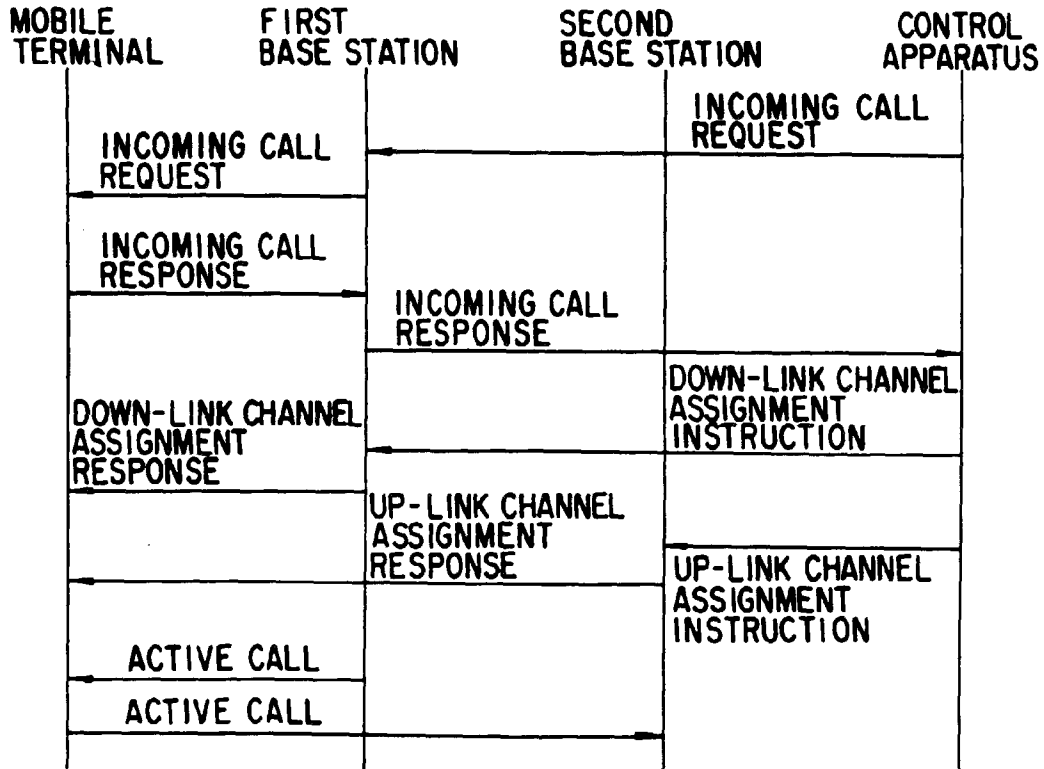 MOBILE
TERMINAL
FIRST
BASE STATION
SECOND
BASE STATION
CONTROL
APPARATUS
INCOMING CALL
REQUEST
INCOMING CALL
REQUEST
INCOMING CALL
RESPONSE
INCOMING CALL
RESPONSE
DOWN-LINK CHANNEL
ASSIGNMENT
INSTRUCTION
DOWN-LINK CHANNEL
ASSIGNMENT
RESPONSE
UP-LINK CHANNEL
ASSIGNMENT
RESPONSE
UP-LINK CHANNEL
ASSIGNMENT
INSTRUCTION
ACTIVE CALL
ACTIVE CALL